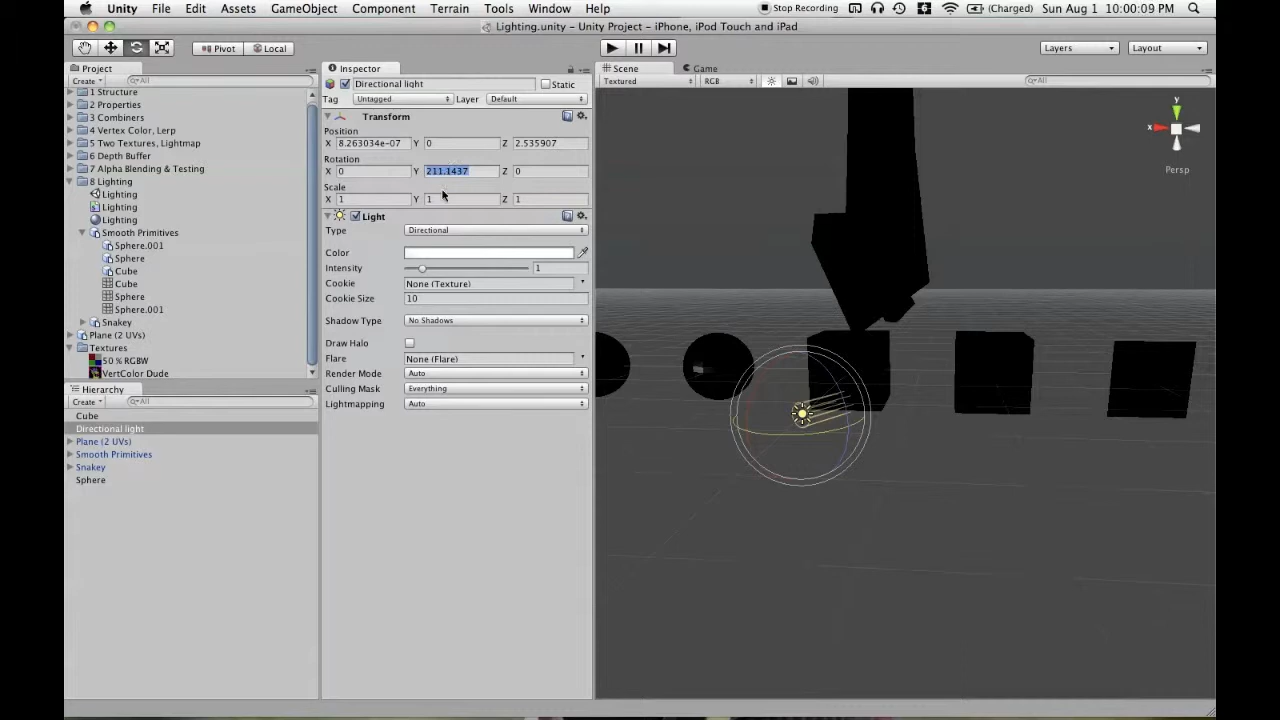 Unity File Edit Assets GameObject Component Terrain Tools Window Help Stop Recording (Charged) Sun Aug 1 10:00:09 PM
Lighting.unity – Unity Project – iPhone, iPod Touch and iPad
Pivot Local Layers Layout
Project
Create All
1 Structure
2 Properties
3 Combiners
4 Vertex Color, Lerp
5 Two Textures, Lightmap
6 Depth Buffer
7 Alpha Blending & Testing
8 Lighting
Lighting
Lighting
Lighting
Smooth Primitives
Sphere.001
Sphere
Cube
Cube
Sphere
Sphere.001
Snakey
Plane (2 UVs)
Textures
50 % RGBW
VertColor Dude
Hierarchy
Create All
Cube
Directional light
Plane (2 UVs)
Smooth Primitives
Snakey
Sphere
Inspector
Directional light Static
Tag Untagged Layer Default
Transform
Position
X 8.263034e-07 Y 0 Z 2.535907
Rotation
X 0 Y 211.1437 Z 0
Scale
X 1 Y 1 Z 1
Light
Type Directional
Color
Intensity 1
Cookie None (Texture)
Cookie Size 10
Shadow Type No Shadows
Draw Halo
Flare None (Flare)
Render Mode Auto
Culling Mask Everything
Lightmapping Auto
Scene Game
Textured RGB All
y
x
Persp